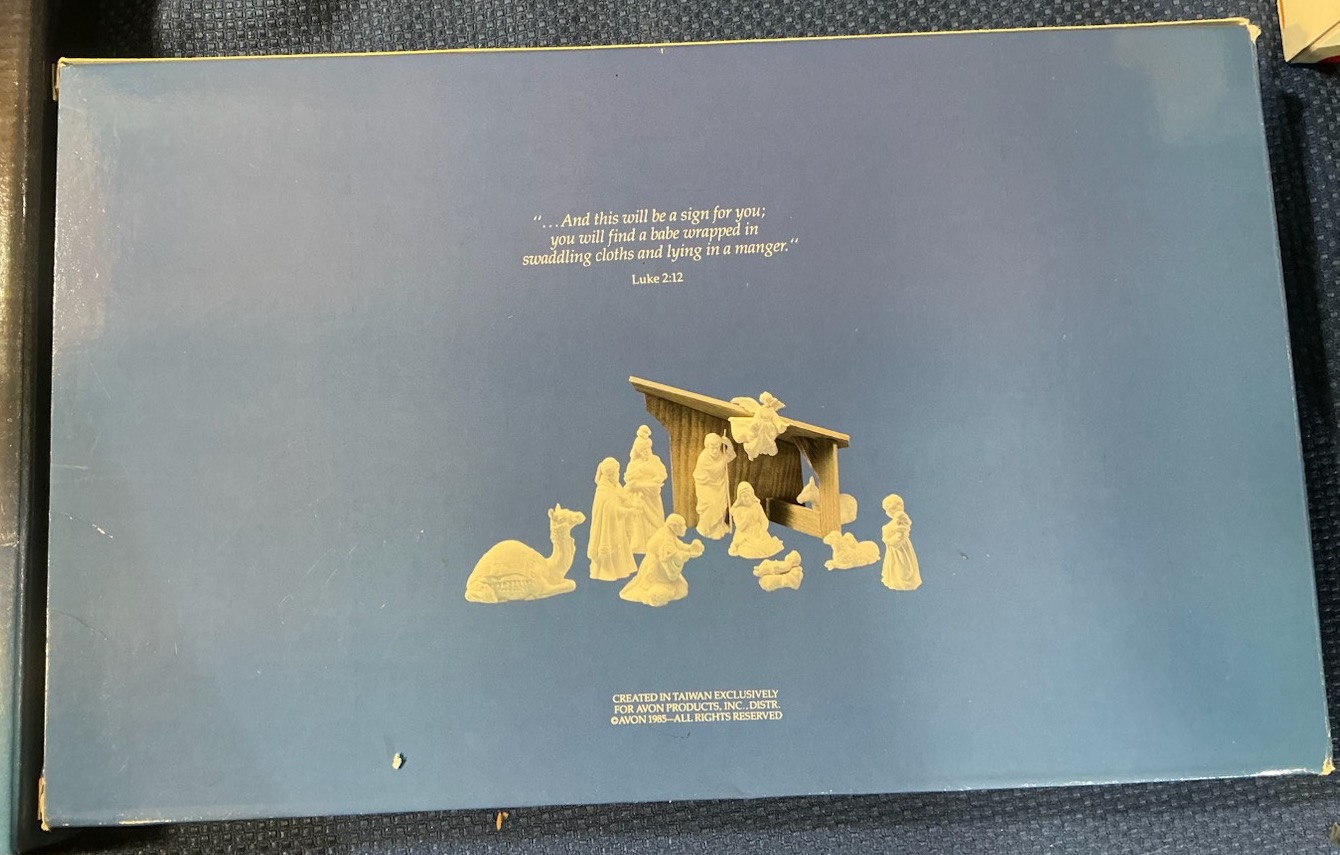 “...And this will be a sign for you;
you will find a babe wrapped in
swaddling cloths and lying in a manger.“
Luke 2:12
CREATED IN TAIWAN EXCLUSIVELY
FOR AVON PRODUCTS, INC., DISTR.
©AVON 1985—ALL RIGHTS RESERVED